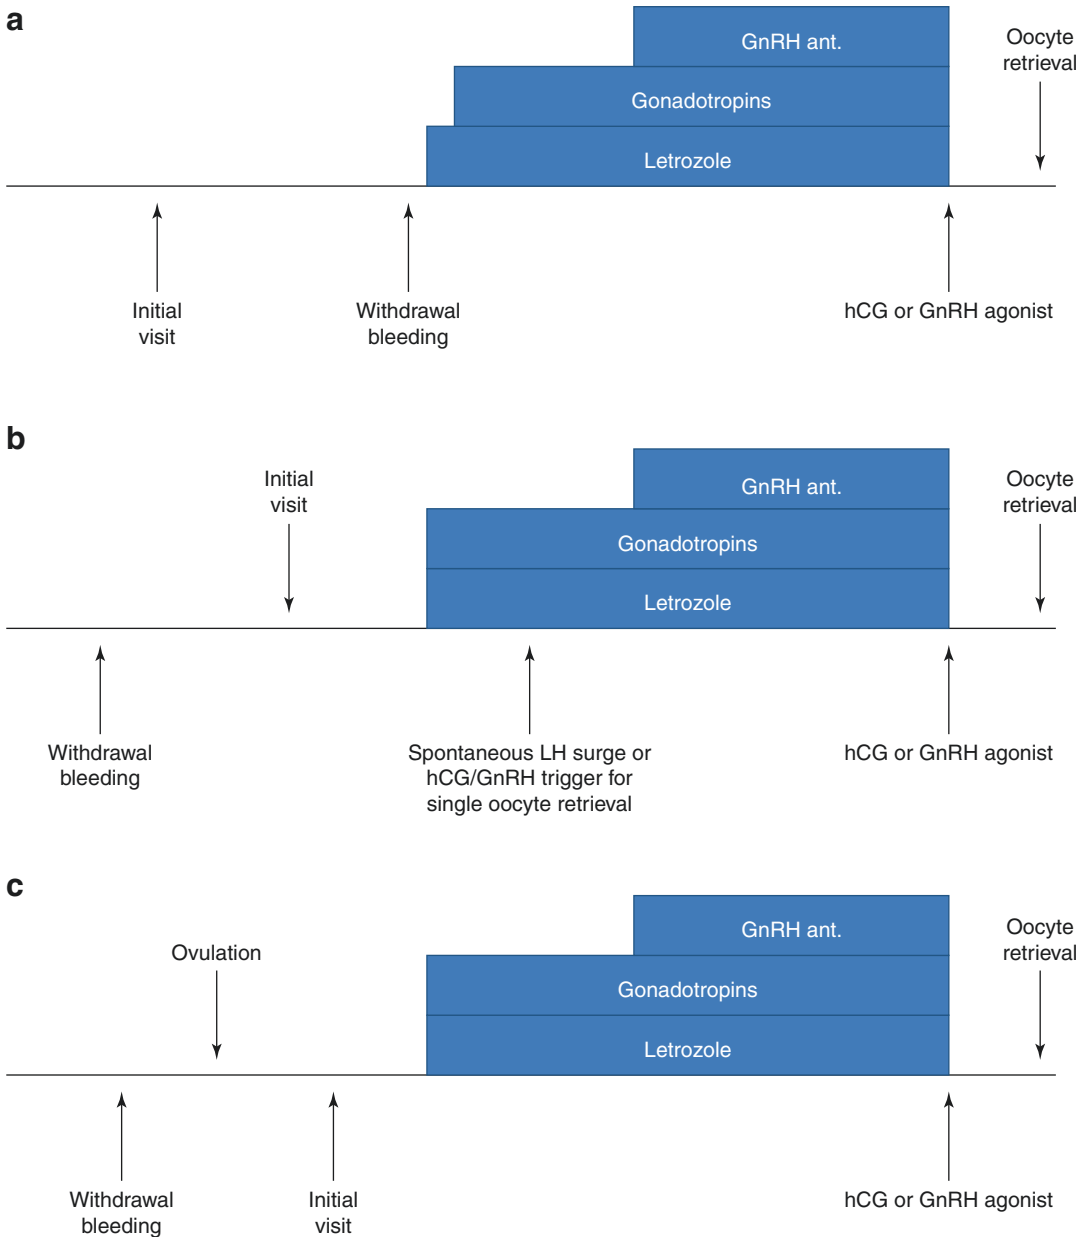 a
GnRH ant.
Oocyte
retrieval
Gonadotropins
Letrozole
Initial
visit
Withdrawal
bleeding
hCG or GnRH agonist
b
Initial
visit
GnRH ant.
Oocyte
retrieval
Gonadotropins
Letrozole
Withdrawal
bleeding
Spontaneous LH surge or
hCG/GnRH trigger for
single oocyte retrieval
hCG or GnRH agonist
c
Ovulation
GnRH ant.
Oocyte
retrieval
Gonadotropins
Letrozole
Withdrawal
bleeding
Initial
visit
hCG or GnRH agonist